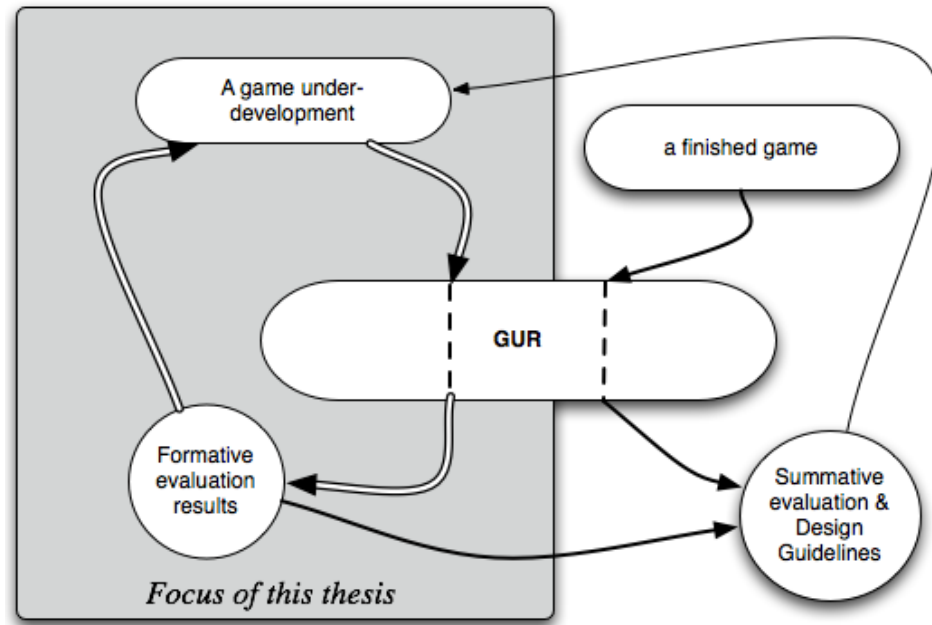 A game under-
development
a finished game
GUR
Formative
evaluation
results
Summative
evaluation &
Design
Guidelines
Focus of this thesis